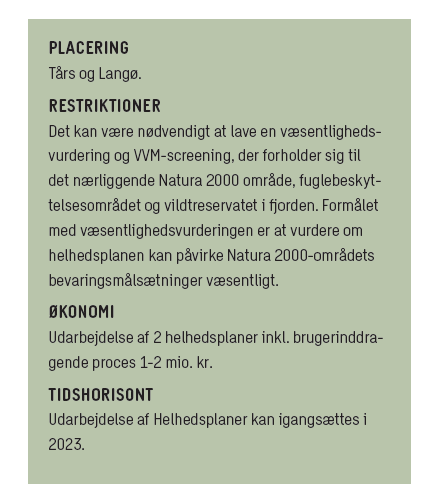 PLACERING
Tårs og Langø.
RESTRIKTIONER
Det kan være nødvendigt at lave en væsentligheds-
vurdering og VVM-screening, der forholder sig til
det nærliggende Natura 2000 område, fuglebeskyt-
telsesområdet og vildtreservatet i fjorden. Formålet
med væsentlighedsvurderingen er at vurdere om
helhedsplanen kan påvirke Natura 2000-områdets
bevaringsmålsætninger væsentligt.
ØKONOMI
Udarbejdelse af 2 helhedsplaner inkl. brugerinddra-
gende proces 1-2 mio. kr.
TIDSHORISONT
Udarbejdelse af Helhedsplaner kan igangsættes i
2023.